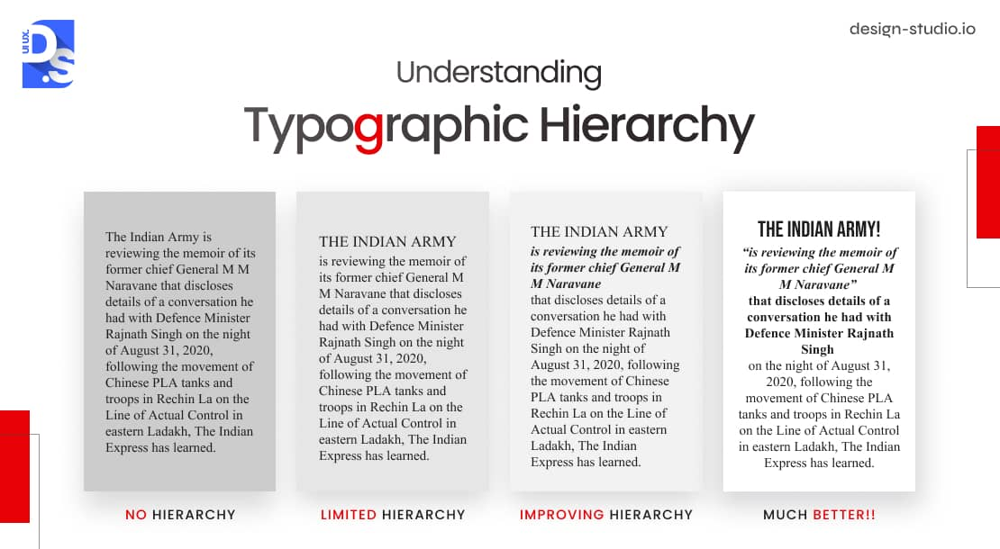 UI UX.
D.S
design-studio.io
Understanding
Typographic Hierarchy
The Indian Army is
reviewing the memoir of its
former chief General M M
Naravane that discloses
details of a conversation he
had with Defence Minister
Rajnath Singh on the night
of August 31, 2020,
following the movement of
Chinese PLA tanks and
troops in Rechin La on the
Line of Actual Control in
eastern Ladakh, The Indian
Express has learned.
NO HIERARCHY
THE INDIAN ARMY
is reviewing the memoir of
its former chief General M
M Naravane that discloses
details of a conversation he
had with Defence Minister
Rajnath Singh on the night
of August 31, 2020,
following the movement of
Chinese PLA tanks and
troops in Rechin La on the
Line of Actual Control in
eastern Ladakh, The Indian
Express has learned.
LIMITED HIERARCHY
THE INDIAN ARMY
is reviewing the memoir of
its former chief General M
M Naravane
that discloses details of a
conversation he had with
Defence Minister Rajnath
Singh on the night of
August 31, 2020, following
the movement of Chinese
PLA tanks and troops in
Rechin La on the Line of
Actual Control in eastern
Ladakh, The Indian
Express has learned.
IMPROVING HIERARCHY
THE INDIAN ARMY!
“is reviewing the memoir of
its former chief General M
M Naravane”
that discloses details of a
conversation he had with
Defence Minister Rajnath
Singh
on the night of August 31,
2020, following the
movement of Chinese PLA
tanks and troops in Rechin La
on the Line of Actual Control
in eastern Ladakh, The Indian
Express has learned.
MUCH BETTER!!